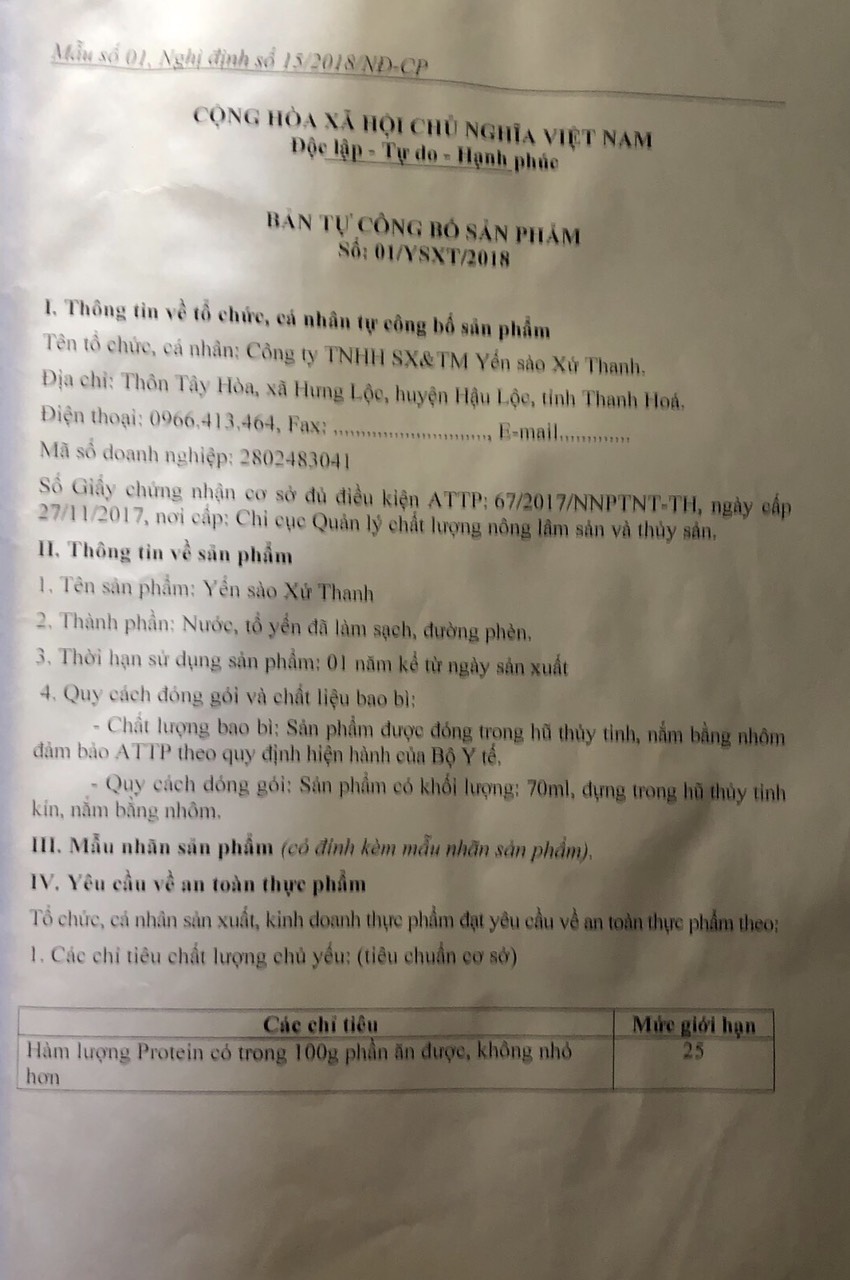 Mẫu số 01, Nghị định số 15/2018/NĐ-CP
CỘNG HÒA XÃ HỘI CHỦ NGHĨA VIỆT NAM
Độc lập - Tự do - Hạnh phúc
BẢN TỰ CÔNG BỐ SẢN PHẨM
Số: 01/YSXT/2018
I. Thông tin về tổ chức, cá nhân tự công bố sản phẩm
Tên tổ chức, cá nhân: Công ty TNHH SX&TM Yến sào Xứ Thanh.
Địa chỉ: Thôn Tây Hòa, xã Hưng Lộc, huyện Hậu Lộc, tỉnh Thanh Hoá.
Điện thoại: 0966.413.464, Fax: ............................, E-mail.............
Mã số doanh nghiệp: 2802483041
Số Giấy chứng nhận cơ sở đủ điều kiện ATTP: 67/2017/NNPTNT-TH, ngày cấp
27/11/2017, nơi cấp: Chi cục Quản lý chất lượng nông lâm sản và thủy sản.
II. Thông tin về sản phẩm
1. Tên sản phẩm: Yến sào Xứ Thanh
2. Thành phần: Nước, tổ yến đã làm sạch, đường phèn.
3. Thời hạn sử dụng sản phẩm: 01 năm kể từ ngày sản xuất
4. Quy cách đóng gói và chất liệu bao bì:
- Chất lượng bao bì: Sản phẩm được đóng trong hũ thủy tinh, nắm bằng nhôm
đảm bảo ATTP theo quy định hiện hành của Bộ Y tế.
- Quy cách dóng gói: Sản phẩm có khối lượng: 70ml, đựng trong hũ thủy tinh
kín, nắm bằng nhôm.
III. Mẫu nhãn sản phẩm (có đính kèm mẫu nhãn sản phẩm).
IV. Yêu cầu về an toàn thực phẩm
Tổ chức, cá nhân sản xuất, kinh doanh thực phẩm đạt yêu cầu về an toàn thực phẩm theo:
1. Các chỉ tiêu chất lượng chủ yếu: (tiêu chuẩn cơ sở)
Các chỉ tiêu Mức giới hạn
Hàm lượng Protein có trong 100g phần ăn được, không nhỏ 25
hơn